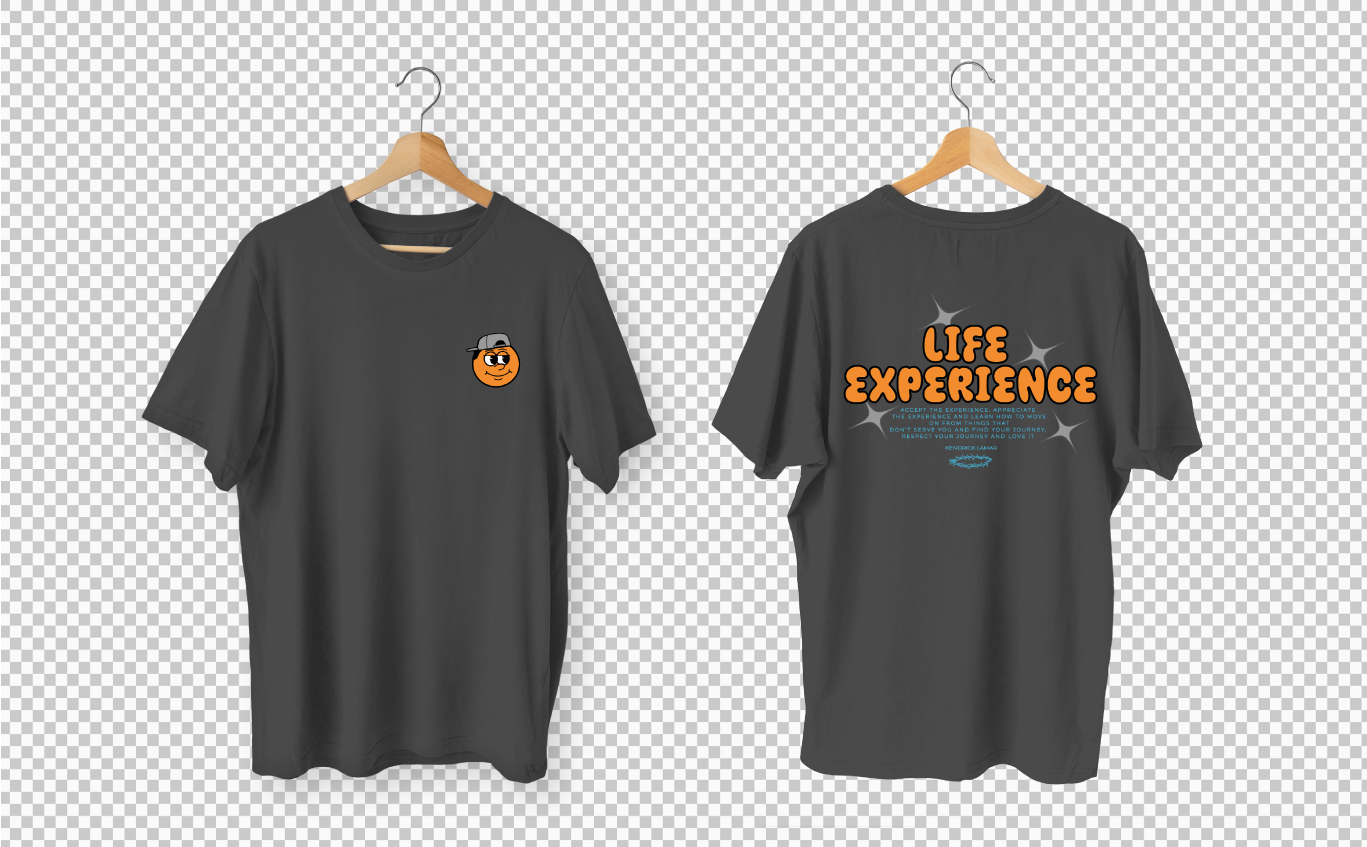 LIFE
EXPERIENCE
ACCEPT THE EXPERIENCE, APPRECIATE
THE EXPERIENCE AND LEARN HOW TO MOVE
ON FROM THINGS THAT
DON'T SERVE YOU AND FIND YOUR JOURNEY,
RESPECT YOUR JOURNEY AND LOVE IT
KENDRICK LAMAR